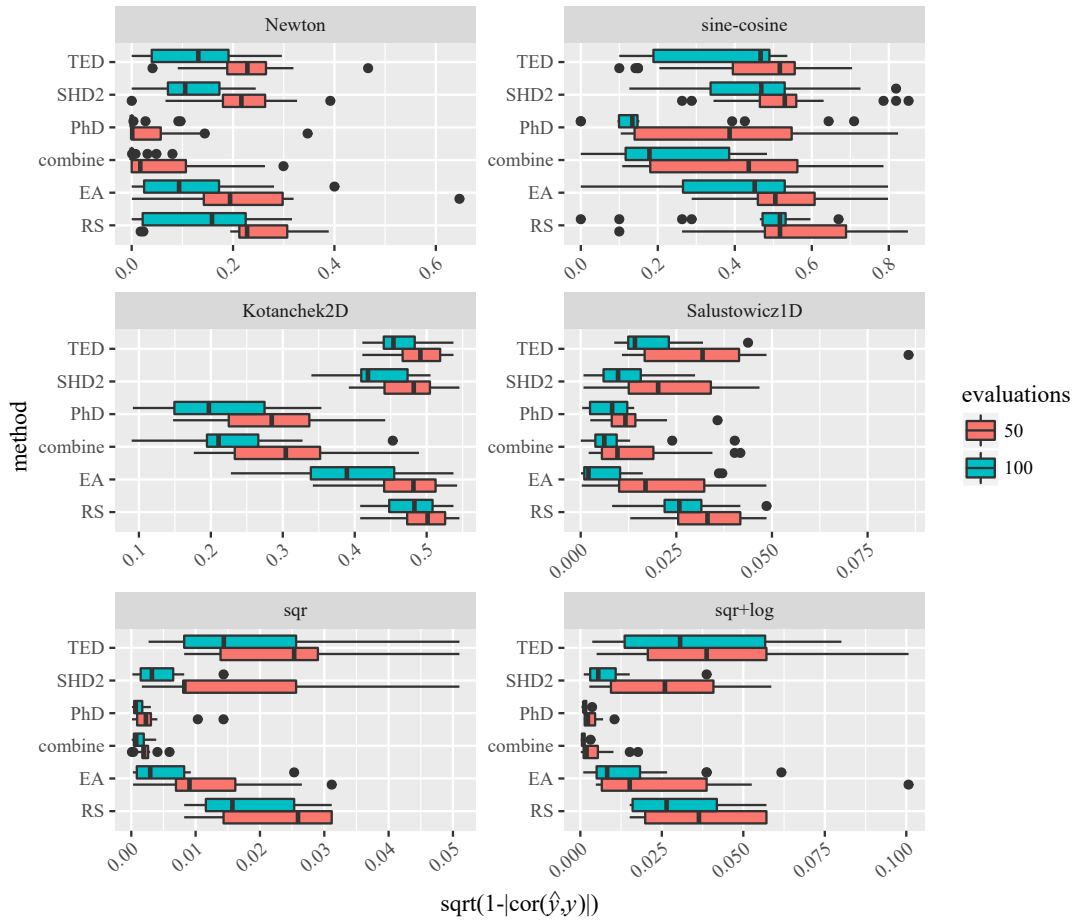 Newton
sine-cosine
TED
SHD2
PhD
combine
EA
RS
0.0 0.2 0.4 0.6
TED
SHD2
PhD
combine
EA
RS
0.0 0.2 0.4 0.6 0.8
Kotanchek2D
Salustowicz1D
TED
SHD2
PhD
combine
EA
RS
0.1 0.2 0.3 0.4 0.5
TED
SHD2
PhD
combine
EA
RS
0.000 0.025 0.050 0.075
sqr
sqr+log
TED
SHD2
PhD
combine
EA
RS
0.00 0.01 0.02 0.03 0.04 0.05
TED
SHD2
PhD
combine
EA
RS
0.000 0.025 0.050 0.075 0.100
method
sqrt(1-|cor(ŷ,y)|)
evaluations
50
100